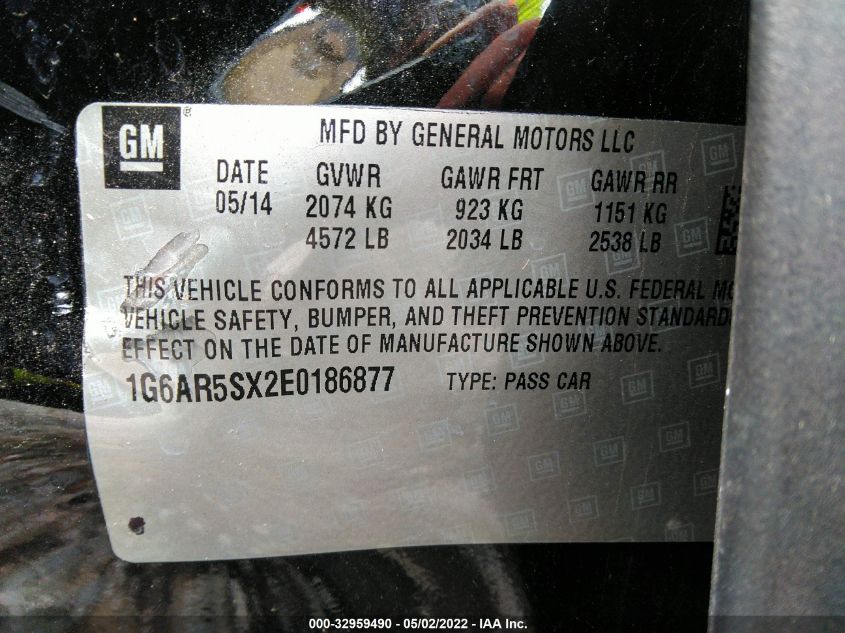 GM ®
MFD BY GENERAL MOTORS LLC
DATE GVWR GAWR FRT GAWR RR
05/14 2074 KG 923 KG 1151 KG
4572 LB 2034 LB 2538 LB
THIS VEHICLE CONFORMS TO ALL APPLICABLE U.S. FEDERAL MO
VEHICLE SAFETY, BUMPER, AND THEFT PREVENTION STANDARD
EFFECT ON THE DATE OF MANUFACTURE SHOWN ABOVE.
1G6AR5SX2E0186877 TYPE: PASS CAR
000-32959490 - 05/02/2022 - IAA Inc.